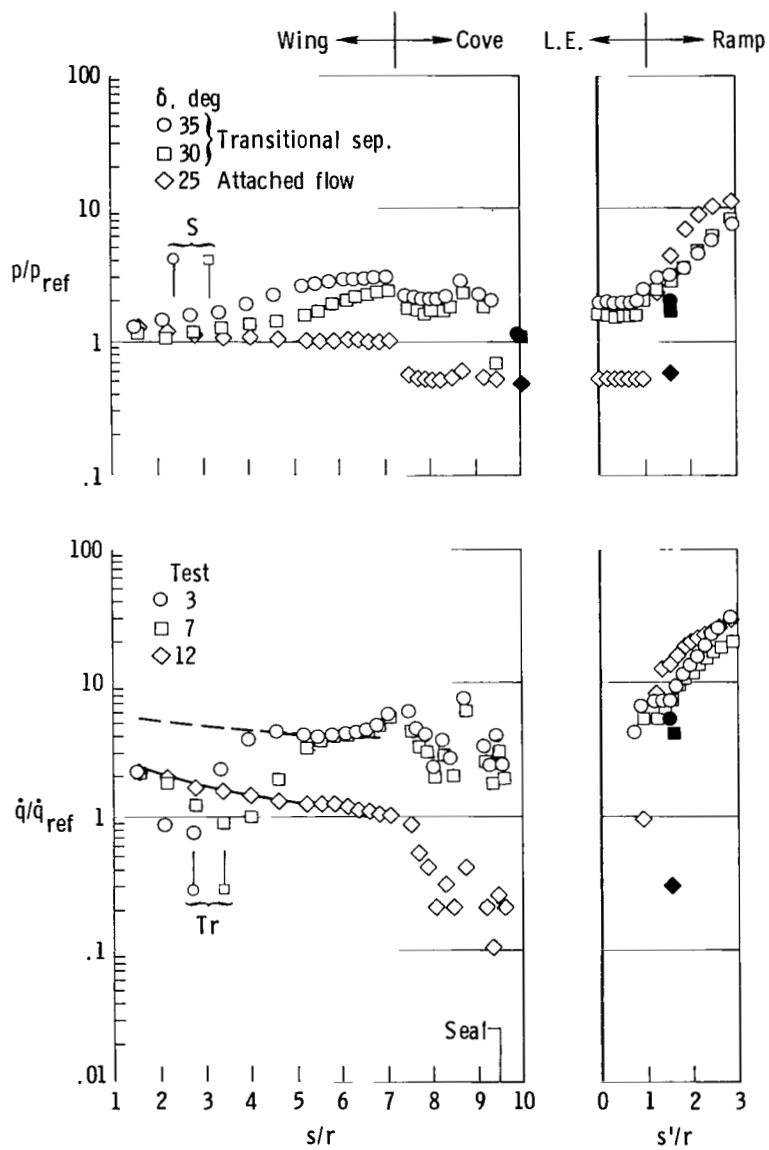 Wing Cove L.E. Ramp
100
10
1
.1
p/p_ref
δ, deg
35
30
Transitional sep.
25 Attached flow
S
100
10
1
.1
.01
q̇/q̇_ref
Test
3
7
12
Tr
Seal
1 2 3 4 5 6 7 8 9 10
s/r
0 1 2 3
s'/r